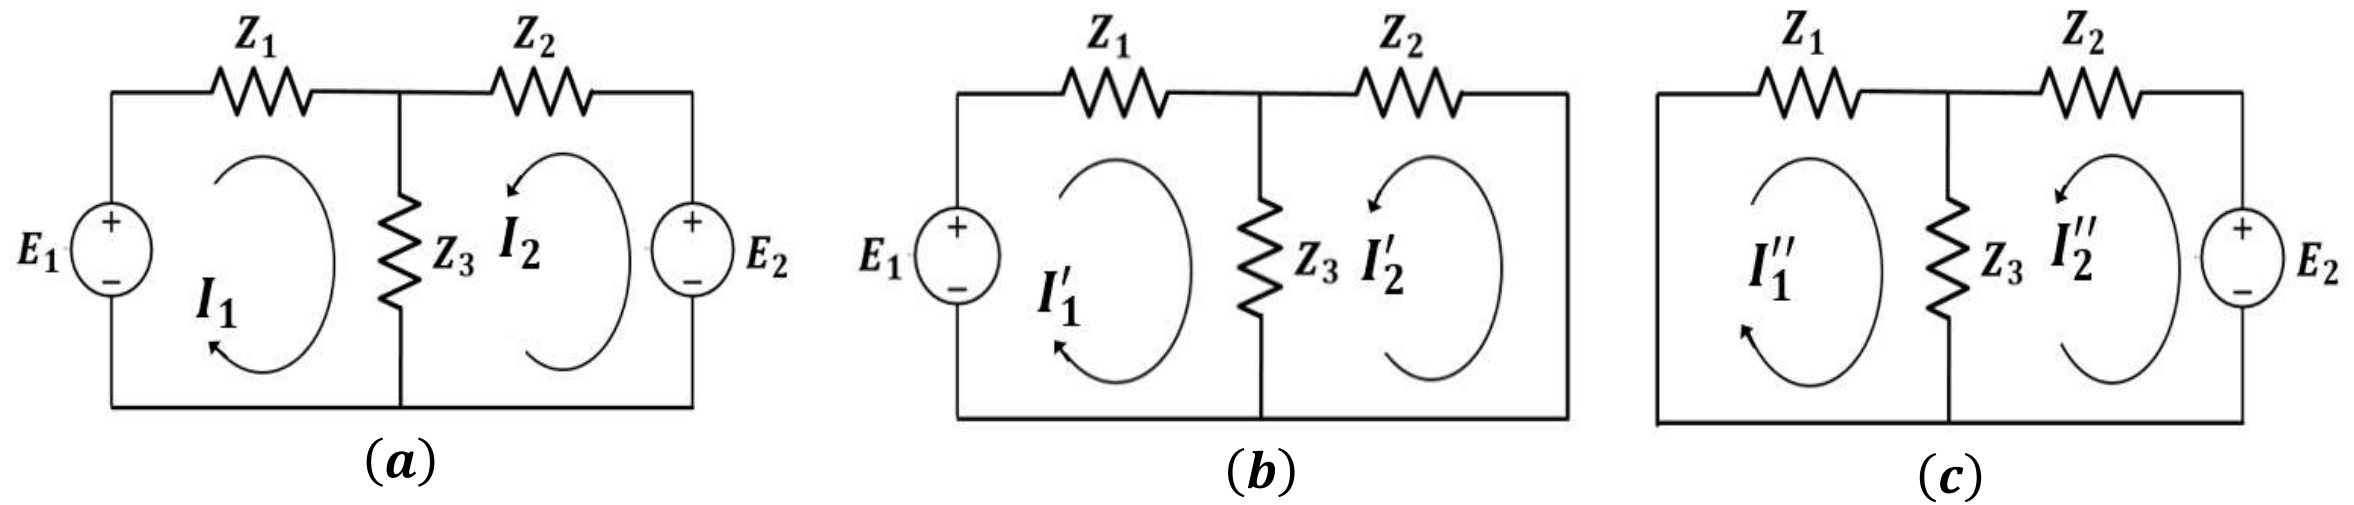 Z₁ Z₂
E₁ + − I₁ Z₃ I₂ + − E₂
(a)
Z₁ Z₂
E₁ + − I₁′ Z₃ I₂′
(b)
Z₁ Z₂
I₁″ Z₃ I₂″ + − E₂
(c)